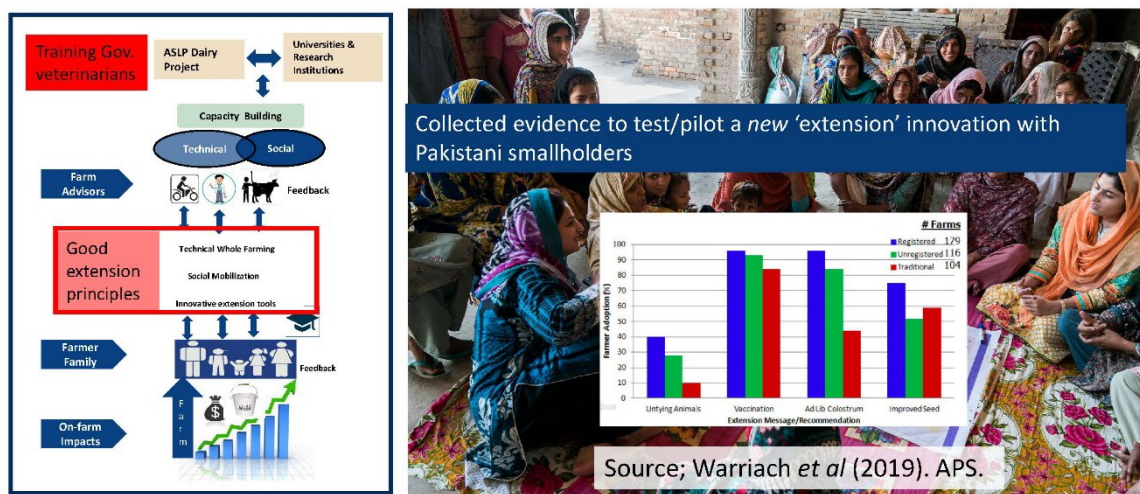 Training Gov.
veterinarians
ASLP Dairy
Project
Universities &
Research
Institutions
Capacity Building
Technical
Social
Farm
Advisors
Feedback
Good
extension
principles
Technical Whole Farming
Social Mobilization
Innovative extension tools
Farmer
Family
Feedback
On-farm
Impacts
Farm
$
Milk
Collected evidence to test/pilot a new ‘extension’ innovation with
Pakistani smallholders
# Farms
Registered 179
Unregistered 116
Traditional 104
Farmer Adoption [%]
100
90
80
70
60
50
40
30
20
10
0
Untying Animals
Vaccination
Ad Lib Colostrum
Improved Seed
Extension Message/Recommendation
Source; Warriach et al (2019). APS.